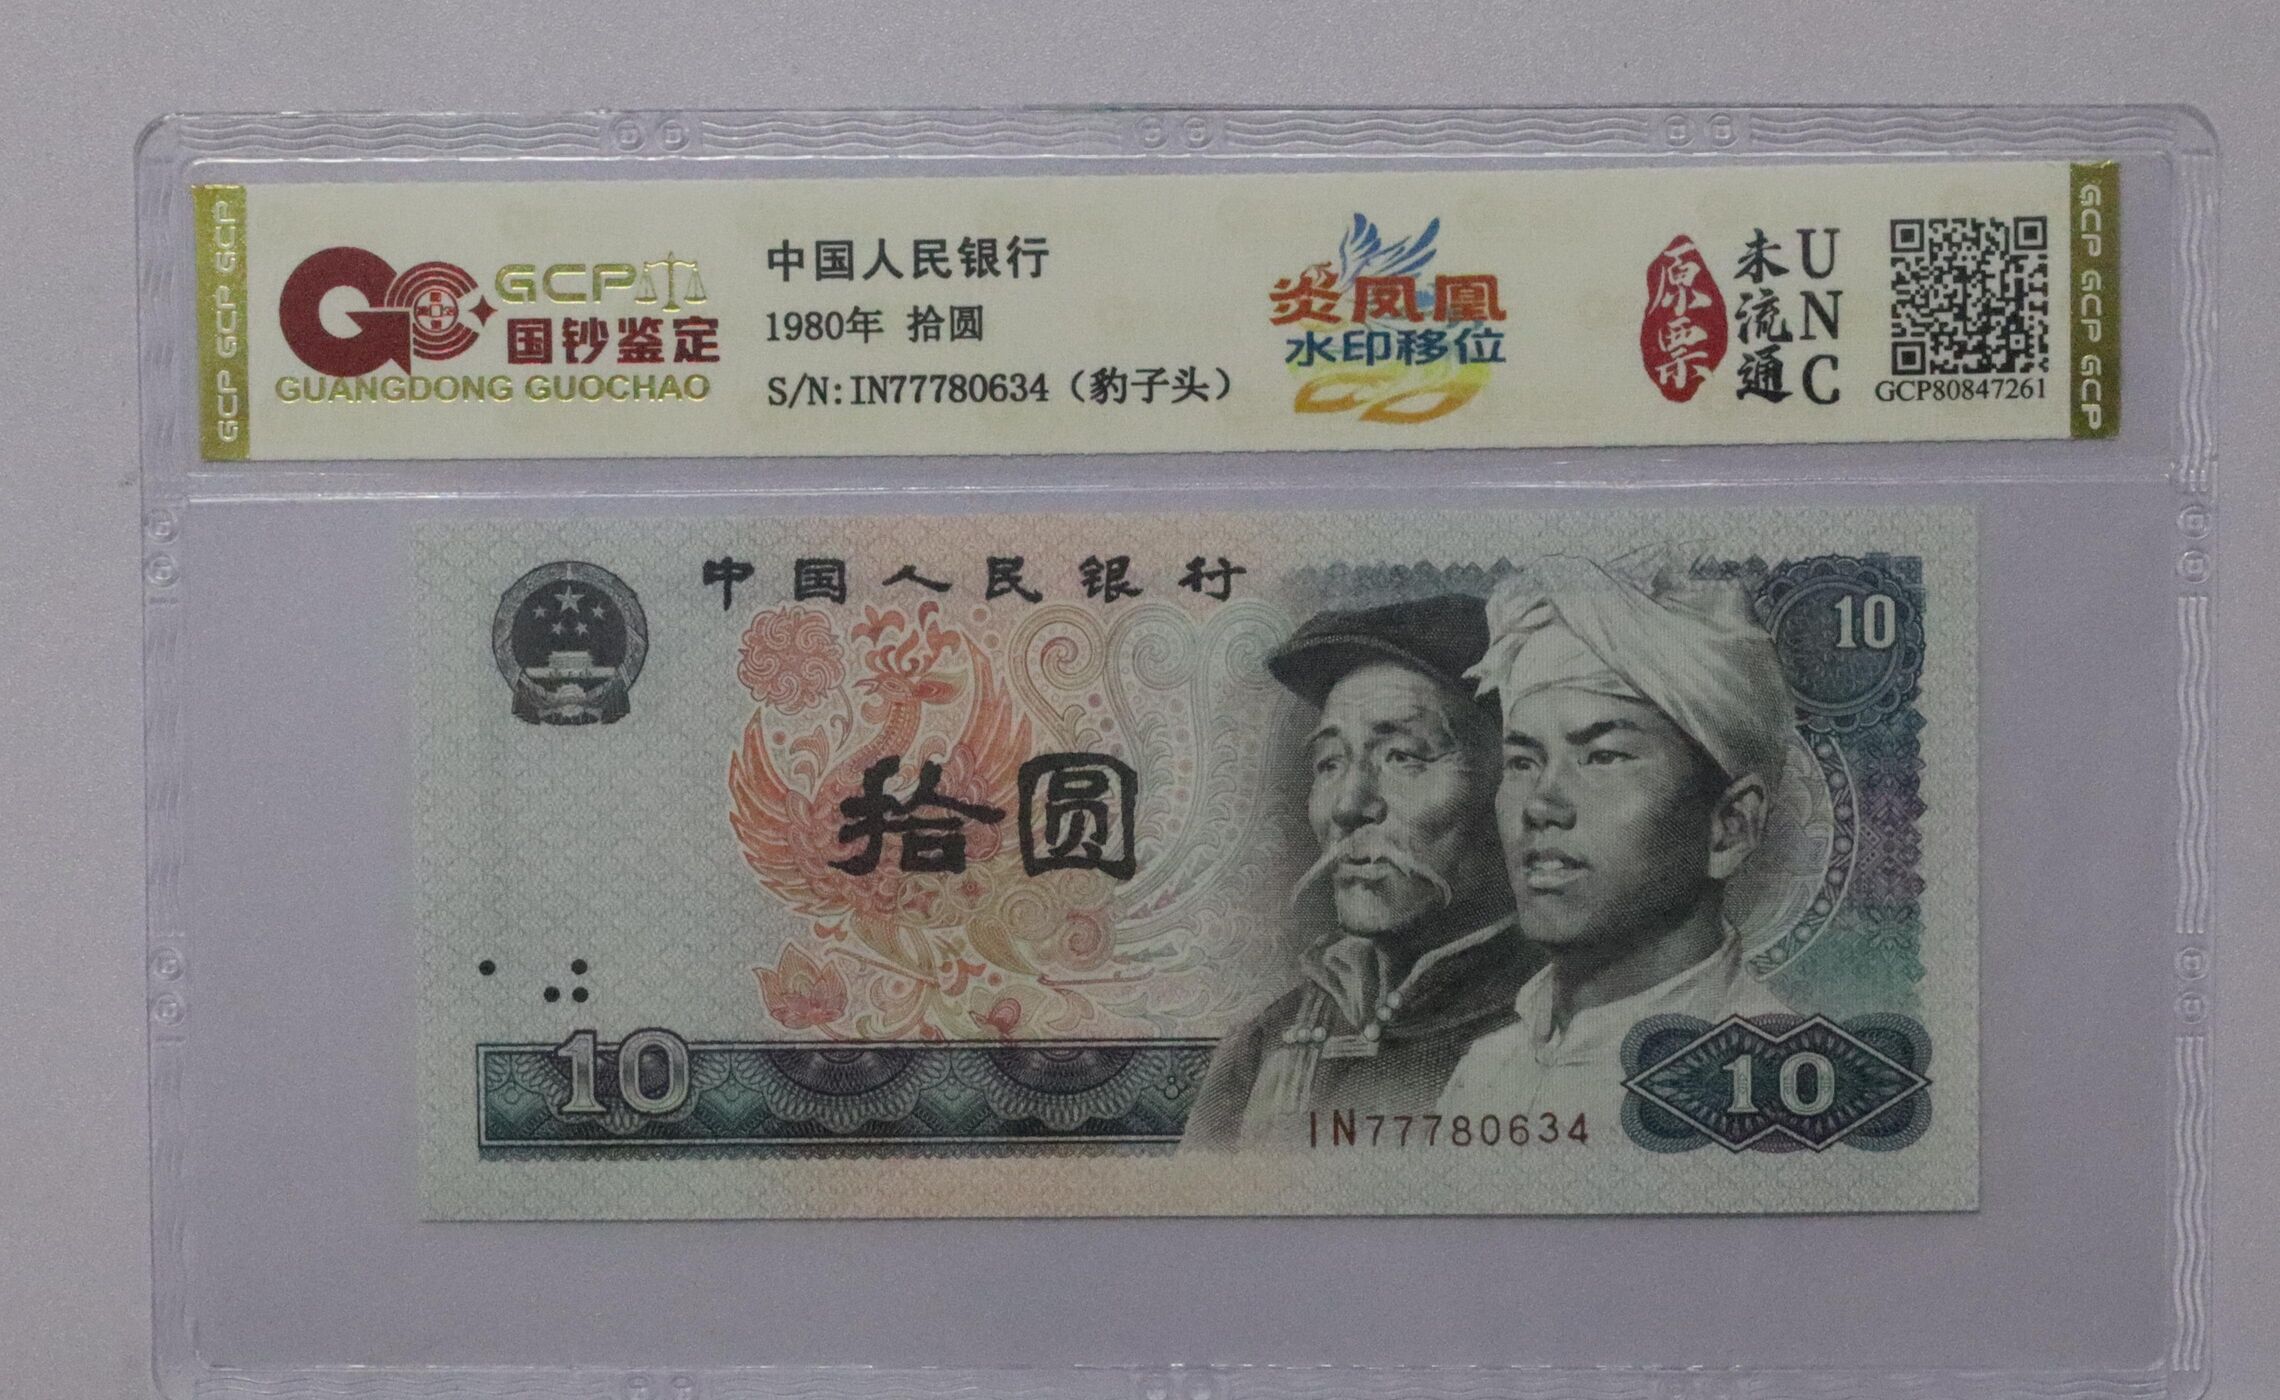 GCP GCP GCP
GCP
国钞鉴定
GUANGDONG GUOCHAO
中国人民银行
1980年 拾圆
S/N:IN77780634（豹子头）
炎凤凰
水印移位
原票
未流通
UNC
GCP80847261
GCP GCP GCP
中国人民银行
10
拾圆
10
IN77780634
10